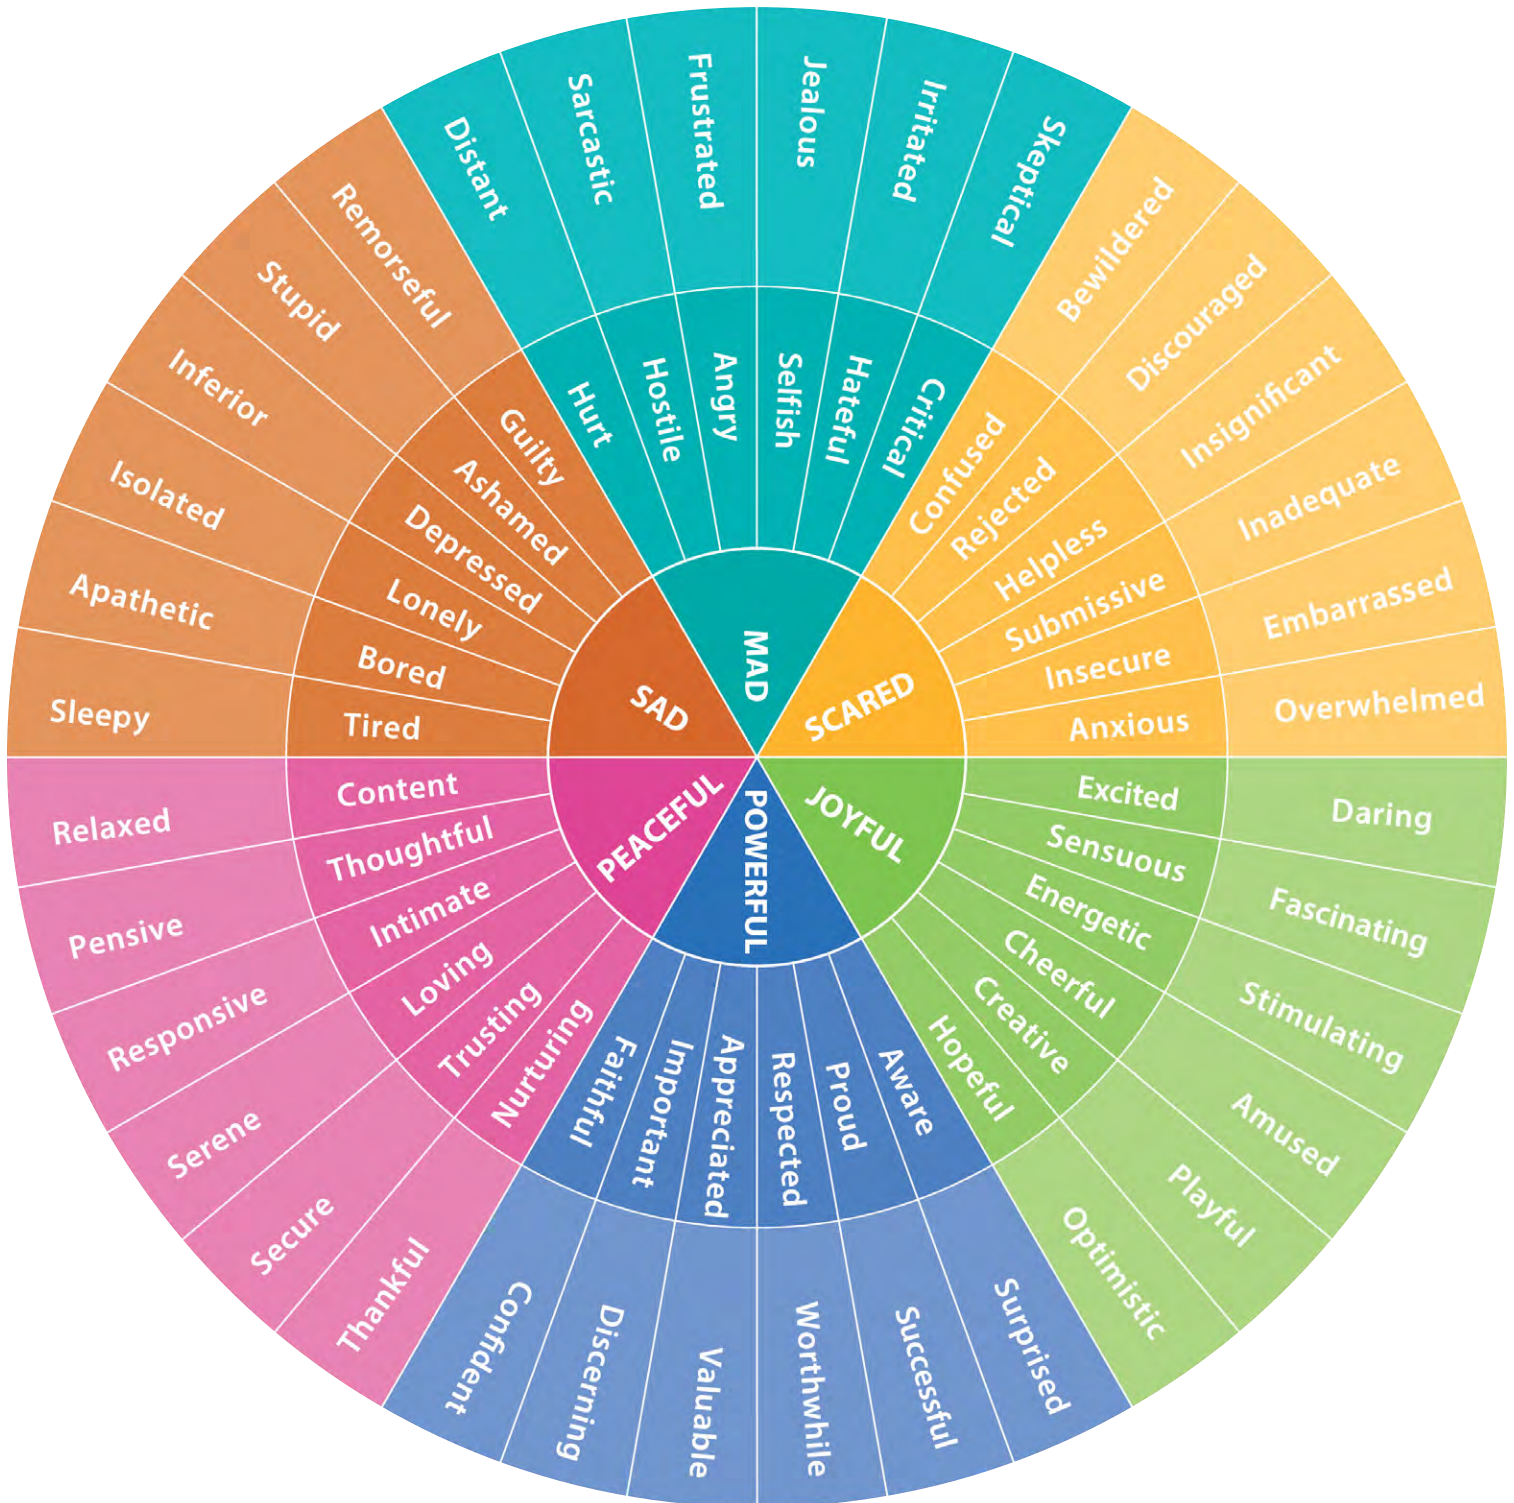 MAD
SCARED
JOYFUL
POWERFUL
PEACEFUL
SAD
Hurt
Hostile
Angry
Selfish
Hateful
Critical
Distant
Sarcastic
Frustrated
Jealous
Irritated
Skeptical
Confused
Rejected
Helpless
Submissive
Insecure
Anxious
Bewildered
Discouraged
Insignificant
Inadequate
Embarrassed
Overwhelmed
Excited
Sensuous
Energetic
Cheerful
Creative
Hopeful
Daring
Fascinating
Stimulating
Amused
Playful
Optimistic
Aware
Proud
Respected
Appreciated
Important
Faithful
Surprised
Successful
Worthwhile
Valuable
Discerning
Confident
Nurturing
Trusting
Loving
Intimate
Thoughtful
Content
Thankful
Secure
Serene
Responsive
Pensive
Relaxed
Tired
Bored
Lonely
Depressed
Ashamed
Guilty
Sleepy
Apathetic
Isolated
Inferior
Stupid
Remorseful